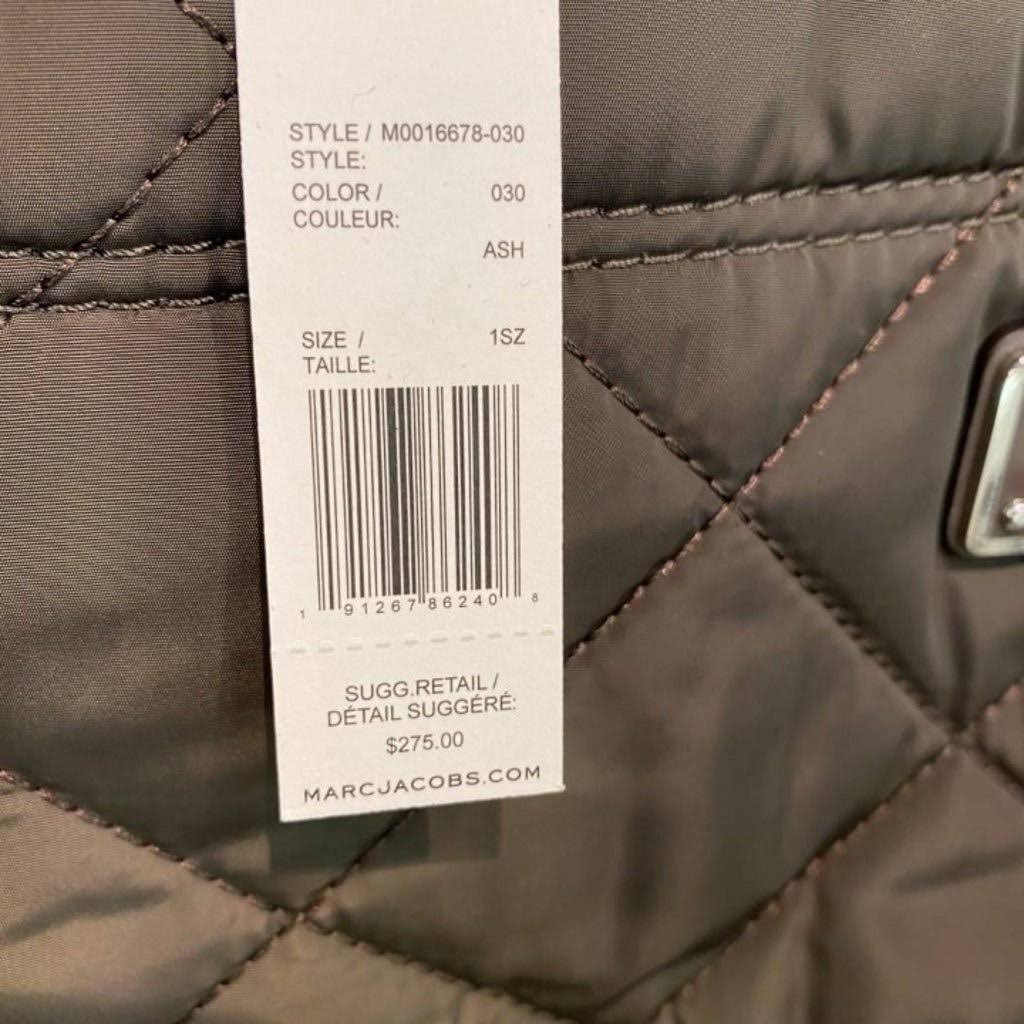 STYLE / M0016678-030
STYLE:
COLOR / 030
COULEUR:
ASH
SIZE / 1SZ
TAILLE:
1 91267 86240 8
SUGG.RETAIL /
DÉTAIL SUGGÉRÉ:
$275.00
MARCJACOBS.COM